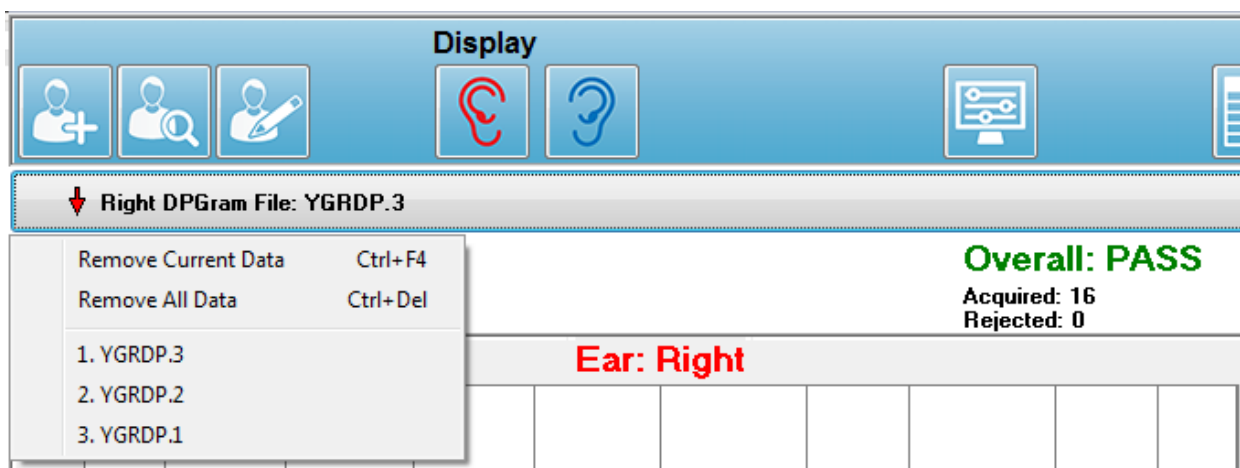 Display
Right DPGram File: YGRDP.3
Remove Current Data Ctrl+F4
Remove All Data Ctrl+Del
1. YGRDP.3
2. YGRDP.2
3. YGRDP.1
Overall: PASS
Acquired: 16
Rejected: 0
Ear: Right